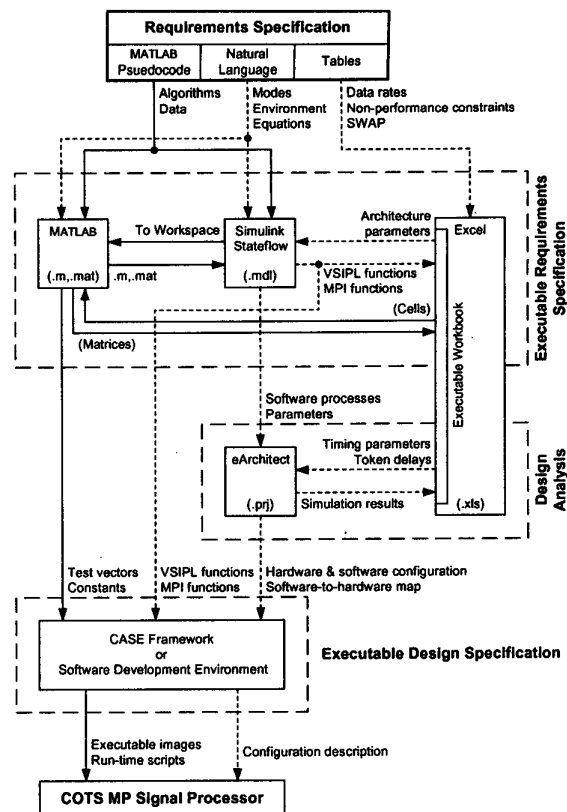 Requirements Specification
MATLAB
Psuedocode
Natural
Language
Tables
Algorithms
Data
Modes
Environment
Equations
Data rates
Non-performance constraints
SWAP
MATLAB
(.m,.mat)
To Workspace
.m,.mat
Simulink
Stateflow
(.mdl)
Architecture
parameters
VSIPL functions
MPI functions
(Cells)
(Matrices)
Excel
Executable Workbook
(.xls)
Executable Requirements
Specification
Software processes
Parameters
eArchitect
(.prj)
Timing parameters
Token delays
Simulation results
Design
Analysis
Test vectors
Constants
VSIPL functions
MPI functions
Hardware & software configuration
Software-to-hardware map
CASE Framework
or
Software Development Environment
Executable Design Specification
Executable images
Run-time scripts
Configuration description
COTS MP Signal Processor